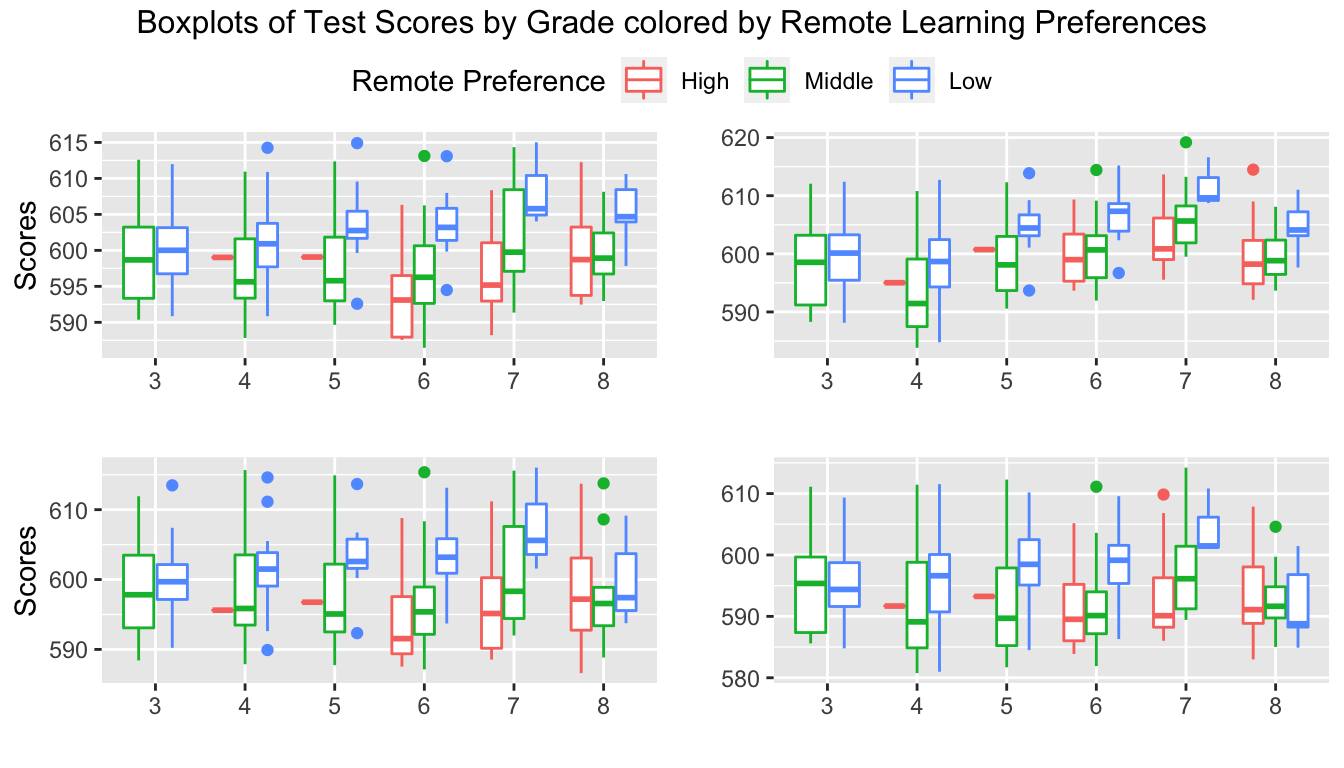 Boxplots of Test Scores by Grade colored by Remote Learning Preferences
Remote Preference High Middle Low
Scores
615
610
605
600
595
590
3 4 5 6 7 8
620
610
600
590
3 4 5 6 7 8
Scores
610
600
590
3 4 5 6 7 8
610
600
590
580
3 4 5 6 7 8